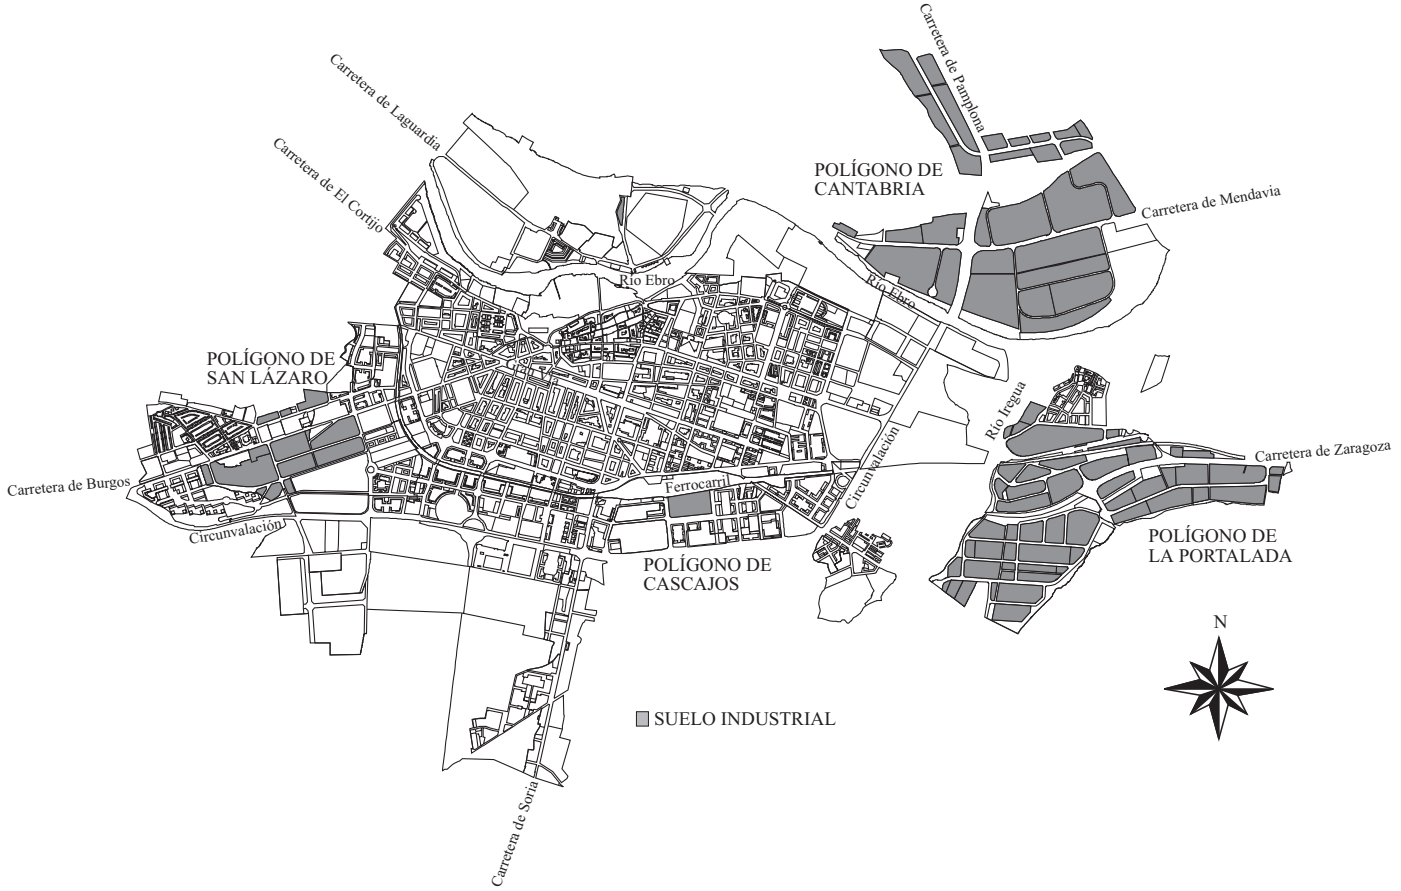 Carretera de Pamplona
Carretera de Laguardia
Carretera de El Cortijo
POLÍGONO DE
CANTABRIA
Carretera de Mendavia
Río Ebro
Río Ebro
POLÍGONO DE
SAN LÁZARO
Río Iregua
Carretera de Zaragoza
Circunvalación
Carretera de Burgos
Ferrocarril
Circunvalación
POLÍGONO DE
LA PORTALADA
POLÍGONO DE
CASCAJOS
N
SUELO INDUSTRIAL
Carretera de Soria